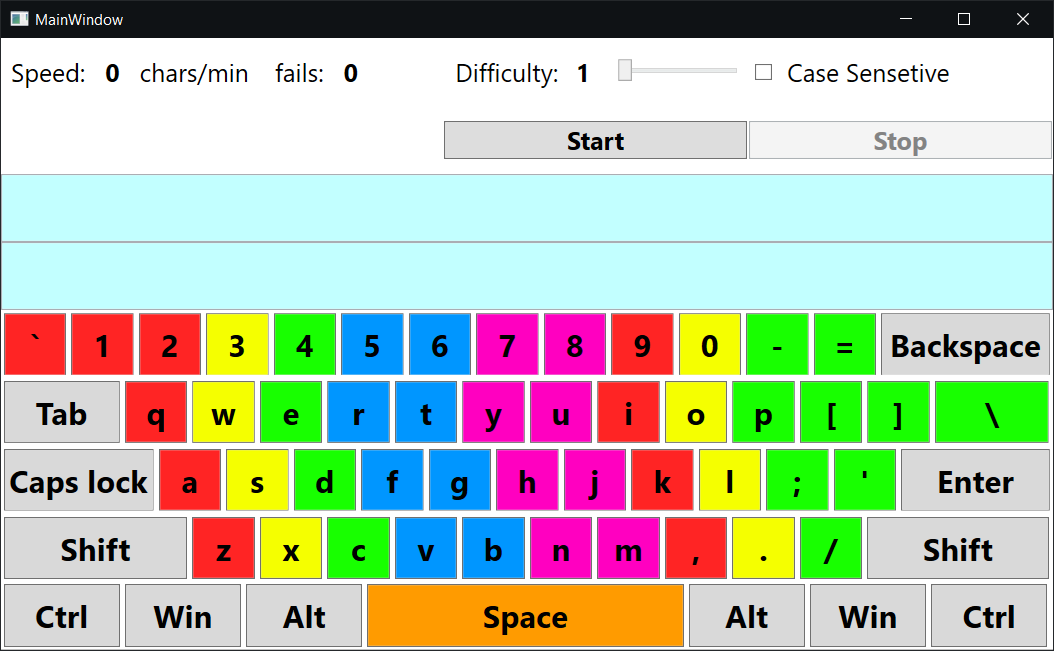 MainWindow
Speed: 0 chars/min fails: 0 Difficulty: 1 Case Sensetive
Start Stop
` 1 2 3 4 5 6 7 8 9 0 - = Backspace
Tab q w e r t y u i o p [ ] \
Caps lock a s d f g h j k l ; ' Enter
Shift z x c v b n m , . / Shift
Ctrl Win Alt Space Alt Win Ctrl